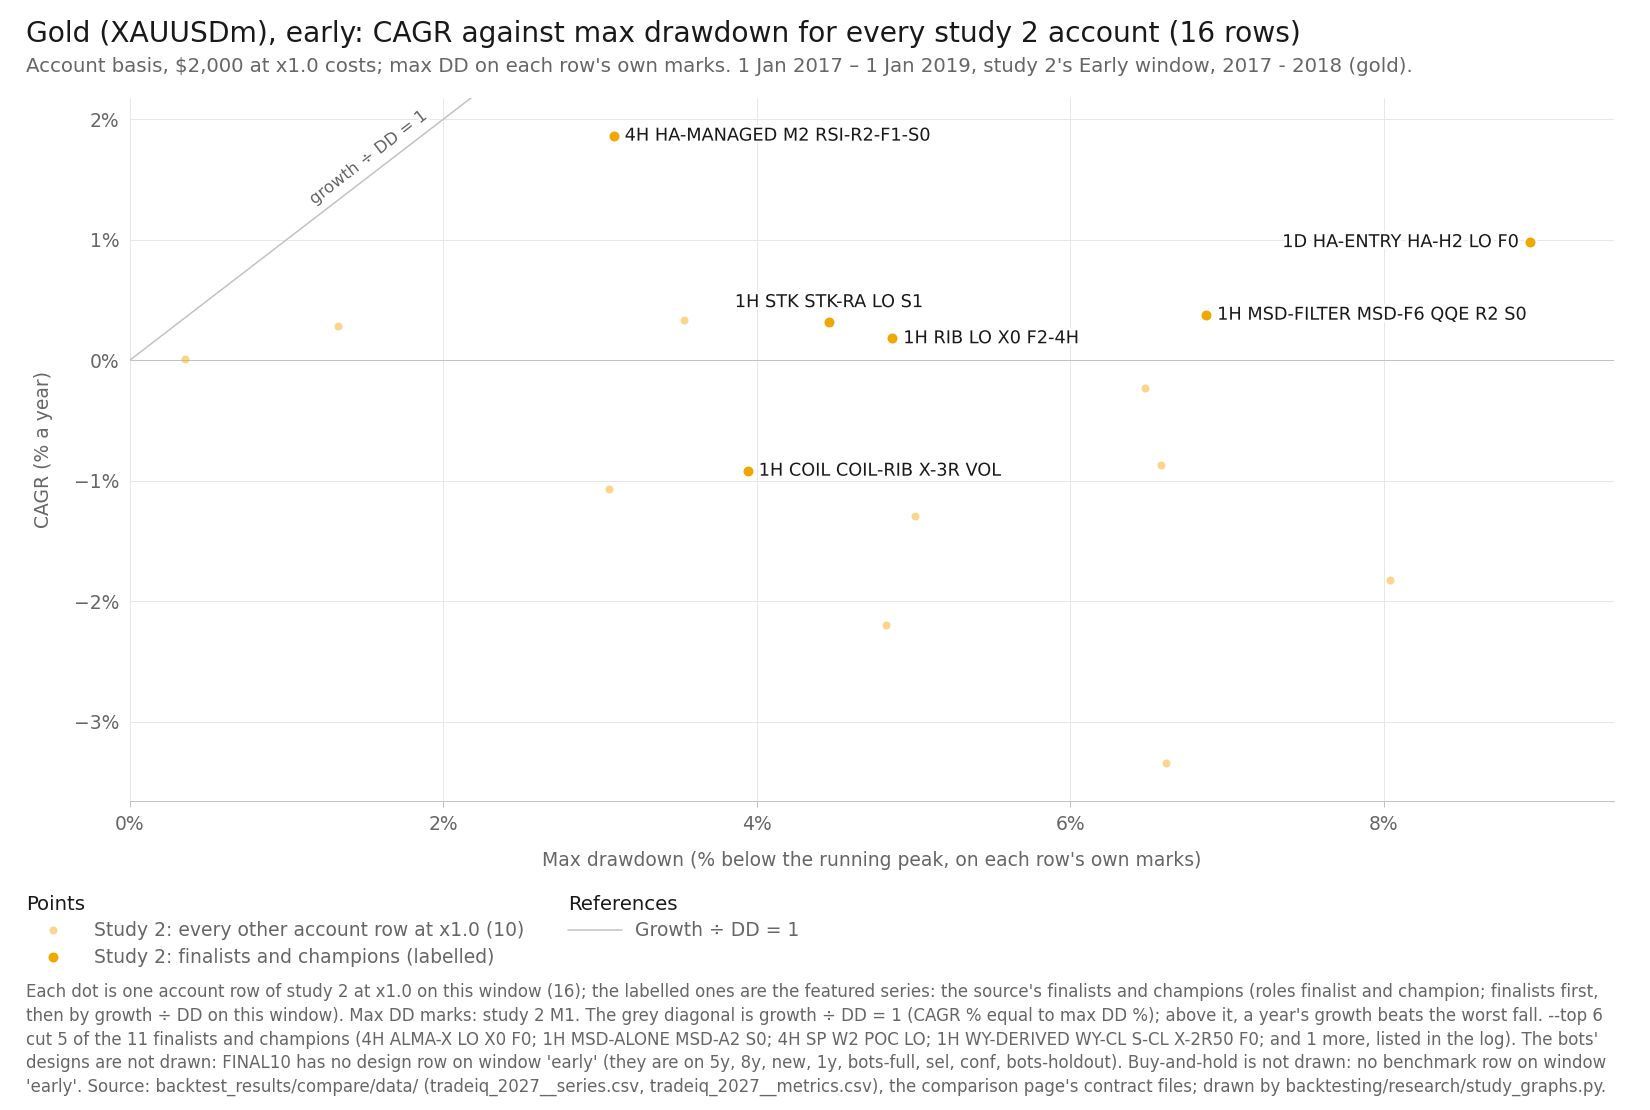 Gold (XAUUSDm), early: CAGR against max drawdown for every study 2 account (16 rows)
Account basis, $2,000 at x1.0 costs; max DD on each row's own marks. 1 Jan 2017 – 1 Jan 2019, study 2's Early window, 2017 - 2018 (gold).
growth ÷ DD = 1
2%
4H HA-MANAGED M2 RSI-R2-F1-S0
1%
1D HA-ENTRY HA-H2 LO F0
1H STK STK-RA LO S1
1H MSD-FILTER MSD-F6 QQE R2 S0
1H RIB LO X0 F2-4H
0%
CAGR (% a year)
1H COIL COIL-RIB X-3R VOL
−1%
−2%
−3%
0%
2%
4%
6%
8%
Max drawdown (% below the running peak, on each row's own marks)
Points
References
Study 2: every other account row at x1.0 (10)
Growth ÷ DD = 1
Study 2: finalists and champions (labelled)
Each dot is one account row of study 2 at x1.0 on this window (16); the labelled ones are the featured series: the source's finalists and champions (roles finalist and champion; finalists first,
then by growth ÷ DD on this window). Max DD marks: study 2 M1. The grey diagonal is growth ÷ DD = 1 (CAGR % equal to max DD %); above it, a year's growth beats the worst fall. --top 6
cut 5 of the 11 finalists and champions (4H ALMA-X LO X0 F0; 1H MSD-ALONE MSD-A2 S0; 4H SP W2 POC LO; 1H WY-DERIVED WY-CL S-CL X-2R50 F0; and 1 more, listed in the log). The bots'
designs are not drawn: FINAL10 has no design row on window 'early' (they are on 5y, 8y, new, 1y, bots-full, sel, conf, bots-holdout). Buy-and-hold is not drawn: no benchmark row on window
'early'. Source: backtest_results/compare/data/ (tradeiq_2027__series.csv, tradeiq_2027__metrics.csv), the comparison page's contract files; drawn by backtesting/research/study_graphs.py.